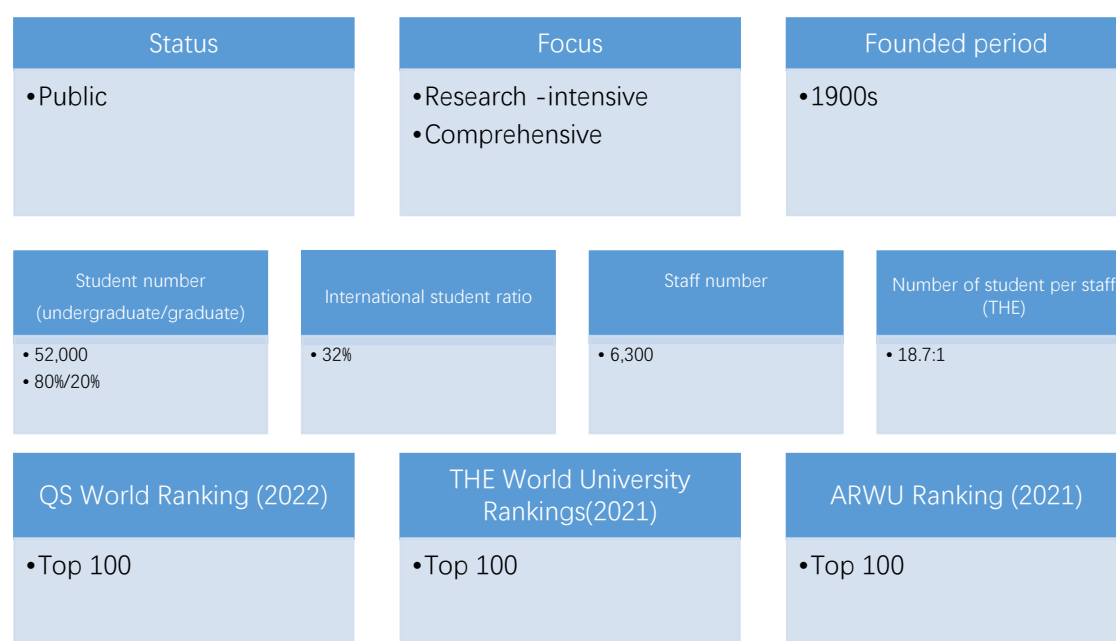 Status
Focus
Founded period
•Public
•Research -intensive
•Comprehensive
•1900s
Student number
(undergraduate/graduate)
International student ratio
Staff number
Number of student per staff
(THE)
• 52,000
• 80%/20%
• 32%
• 6,300
• 18.7:1
QS World Ranking (2022)
THE World University
Rankings(2021)
ARWU Ranking (2021)
•Top 100
•Top 100
•Top 100